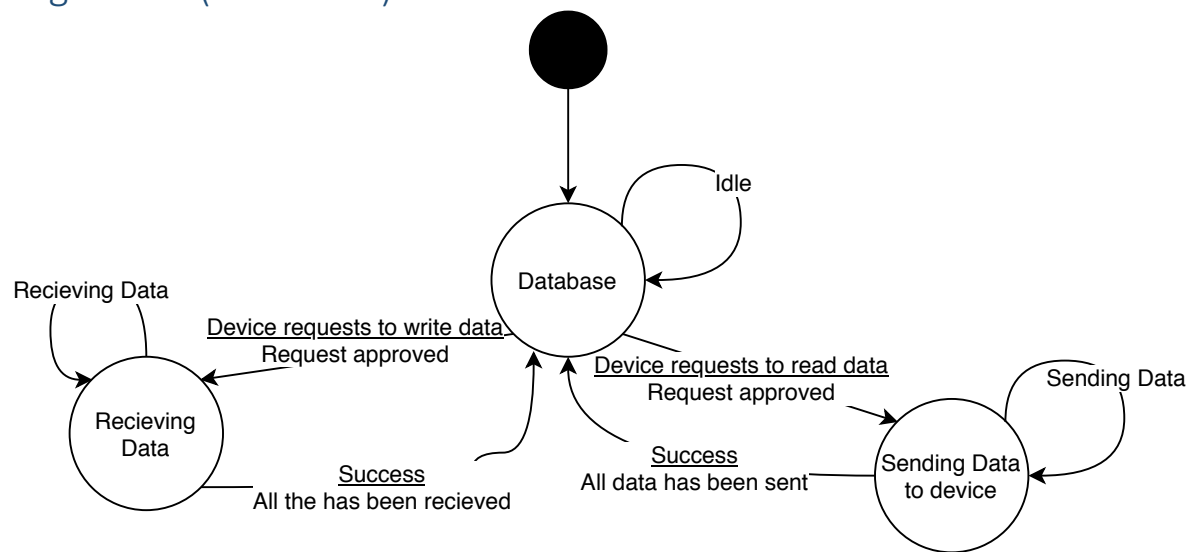 Idle
Database
Recieving Data
Device requests to write data
Request approved
Device requests to read data
Request approved
Sending Data
Recieving
Data
Success
All the has been recieved
Success
All data has been sent
Sending Data
to device